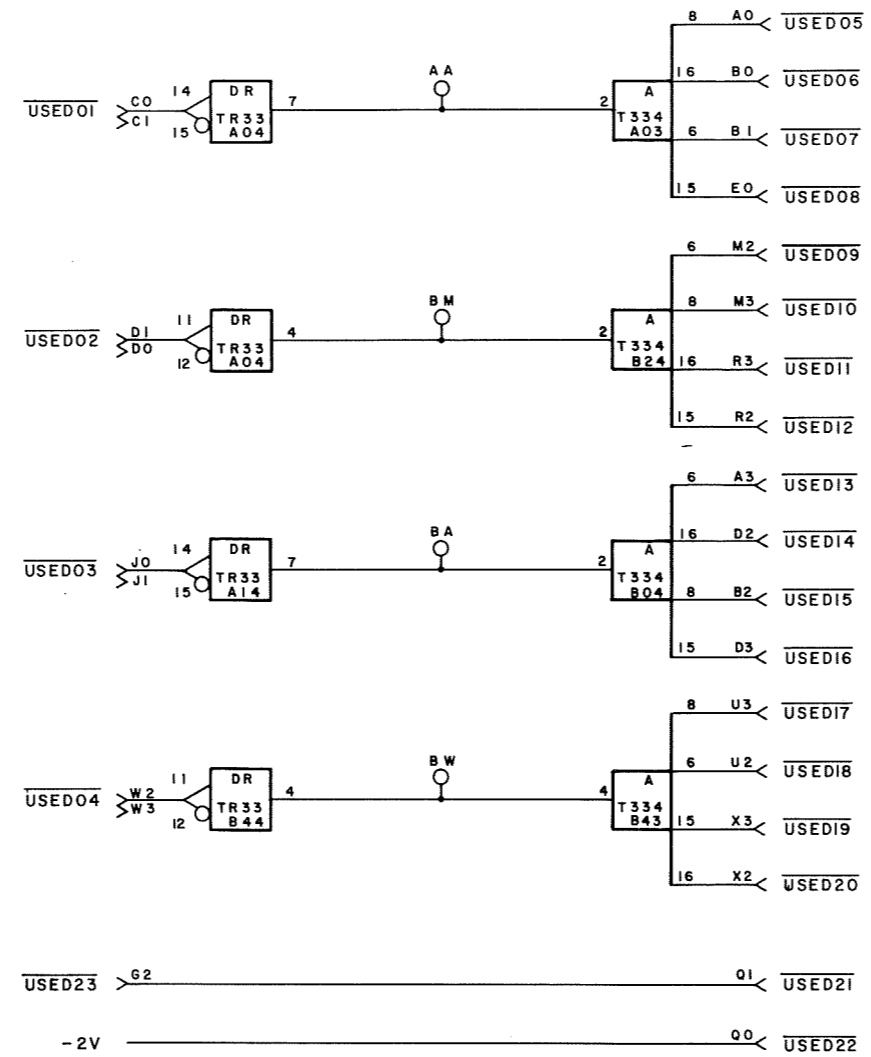 8 A0 USED05
AA
14 DR 16 B0 USED06
USED01 C0 7 2 A
C1 TR33 T334
15 A04 A03 6 B1 USED07
15 E0 USED08
6 M2 USED09
BM
11 DR 8 M3 USED10
USED02 D1 4 2 A
D0 TR33 T334
12 A04 B24 16 R3 USED11
15 R2 USED12
6 A3 USED13
BA
14 DR 16 D2 USED14
USED03 J0 7 2 A
J1 TR33 T334
15 A14 B04 8 B2 USED15
15 D3 USED16
8 U3 USED17
BW
11 DR 6 U2 USED18
USED04 W2 4 4 A
W3 TR33 T334
12 B44 B43 15 X3 USED19
16 X2 USED20
USED23 G2 Q1 USED21
-2V Q0 USED22